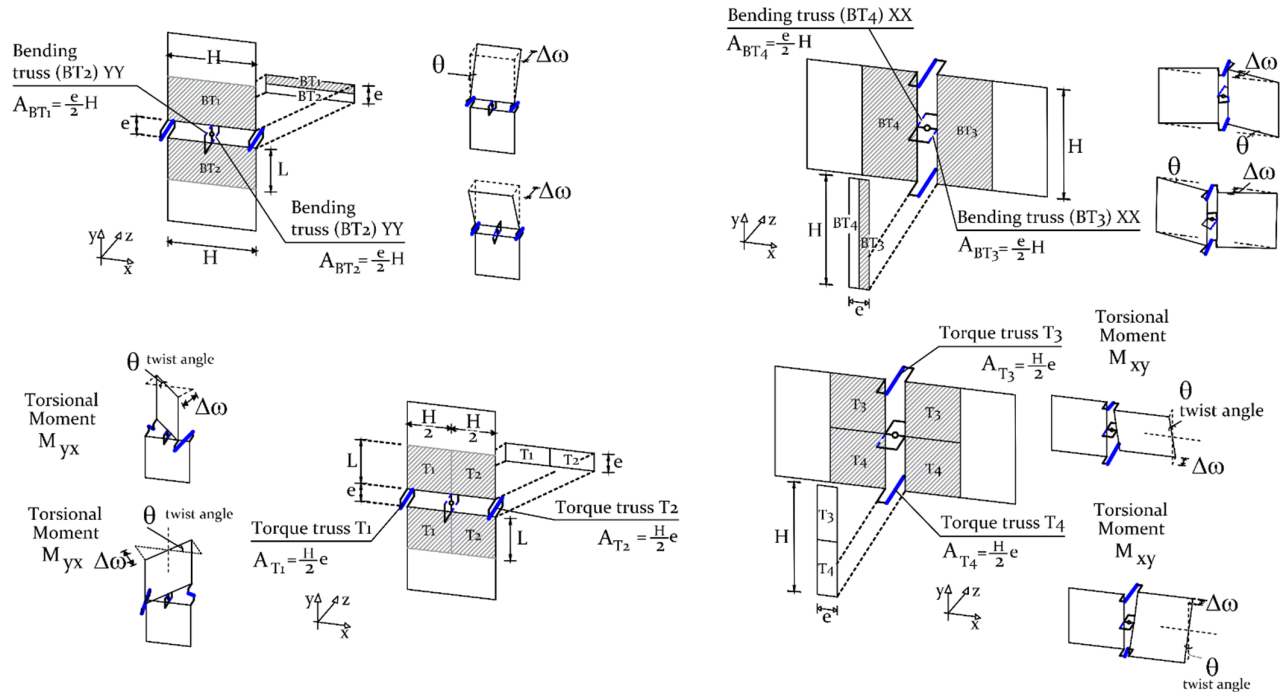 Bending
truss (BT2) YY
A_BT1 = e/2 H
H
BT1
BT2
BT1
BT2
e
e
L
H
Bending
truss (BT2) YY
A_BT2 = e/2 H
y
z
x
θ
Δω
Δω
Bending truss (BT4) XX
A_BT4 = e/2 H
BT4
BT3
H
H
BT4
BT3
e
Bending truss (BT3) XX
A_BT3 = e/2 H
y
z
x
Δω
θ
θ
Δω
θ twist angle
Δω
Torsional
Moment
M yx
Torsional
Moment
M yx
θ twist angle
Δω
H/2
H/2
L
e
T1
T2
T1
T2
T1
T2
e
L
Torque truss T1
A_T1 = H/2 e
Torque truss T2
A_T2 = H/2 e
y
z
x
Torque truss T3
A_T3 = H/2 e
T3
T3
T4
T4
H
T3
T4
e
Torque truss T4
A_T4 = H/2 e
y
z
x
Torsional
Moment
M xy
θ
twist angle
Δω
Torsional
Moment
M xy
Δω
θ
twist angle